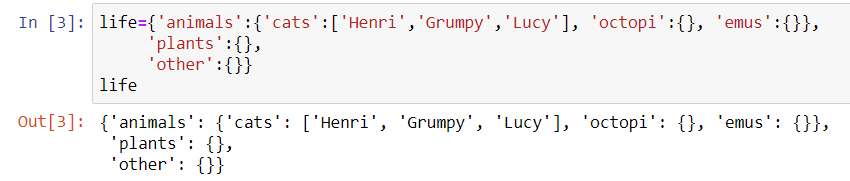 In [3]: life={'animals':{'cats':['Henri','Grumpy','Lucy'], 'octopi':{}, 'emus':{}},
'plants':{},
'other':{}}
life
Out[3]: {'animals': {'cats': ['Henri', 'Grumpy', 'Lucy'], 'octopi': {}, 'emus': {}},
'plants': {},
'other': {}}